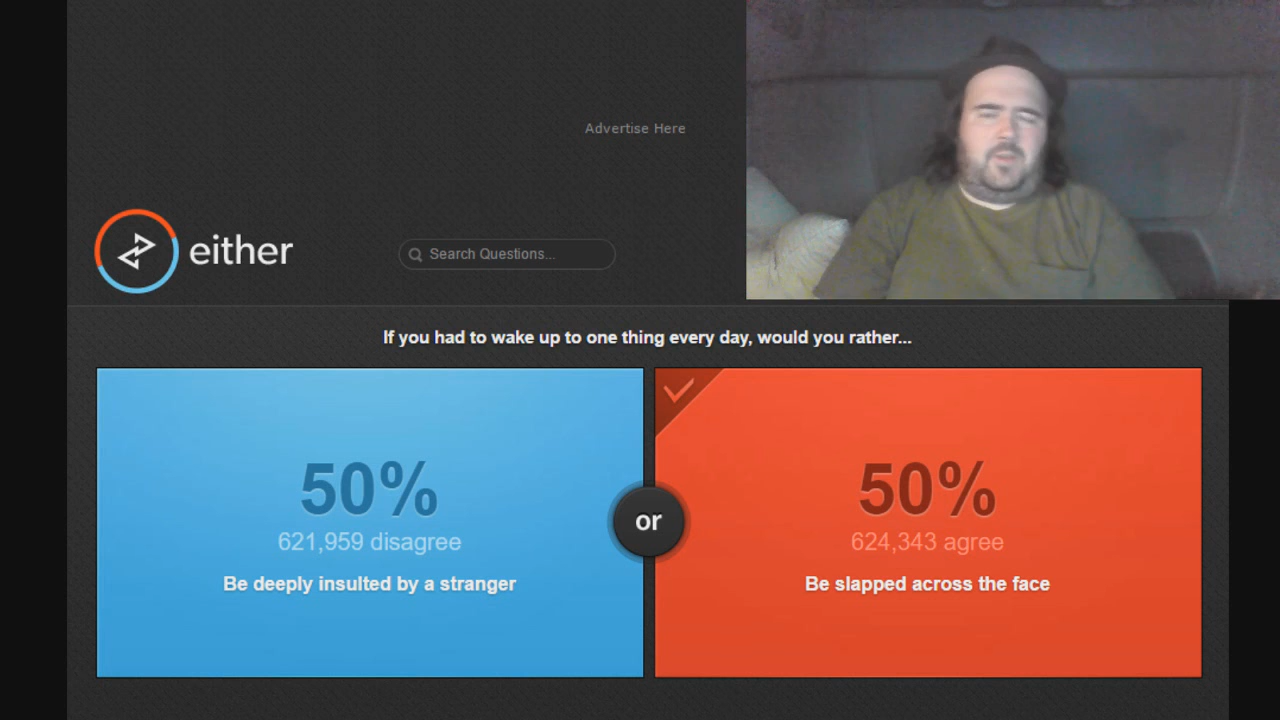 Advertise Here
either
Search Questions...
If you had to wake up to one thing every day, would you rather...
50%
621,959 disagree
Be deeply insulted by a stranger
or
50%
624,343 agree
Be slapped across the face